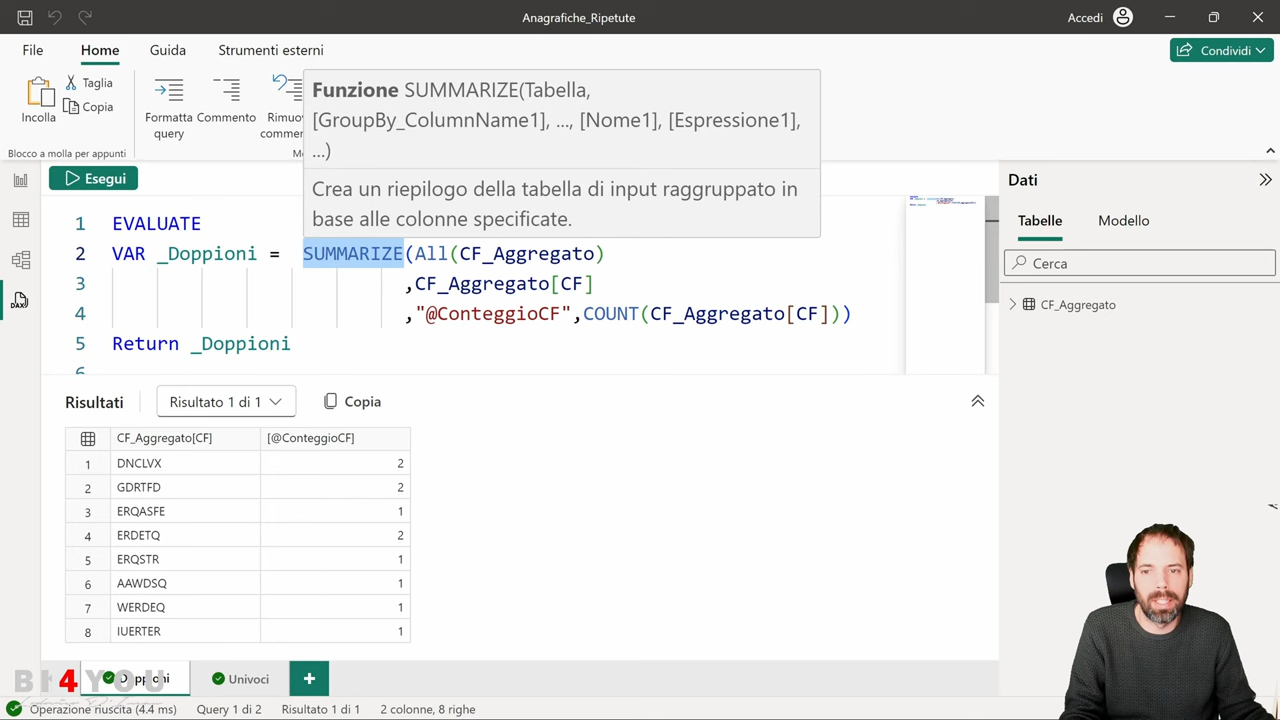 Anagrafiche_Ripetute
Accedi
File
Home
Guida
Strumenti esterni
Condividi
Incolla
Taglia
Copia
Formatta query
Commento
Blocco a molla per appunti
Funzione SUMMARIZE(Tabella,
[GroupBy_ColumnName1], ..., [Nome1], [Espressione1],
...)
Crea un riepilogo della tabella di input raggruppato in
base alle colonne specificate.
Esegui
1 EVALUATE
2 VAR _Doppioni = SUMMARIZE(All(CF_Aggregato)
3 ,CF_Aggregato[CF]
4 ,"@ConteggioCF",COUNT(CF_Aggregato[CF]))
5 Return _Doppioni
6
Risultati
Risultato 1 di 1
Copia
CF_Aggregato[CF] [@ConteggioCF]
1 DNCLVX 2
2 GDRTFD 2
3 ERQASFE 1
4 ERDETQ 2
5 ERQSTR 1
6 AAWDSQ 1
7 WERDEQ 1
8 IUERTER 1
Dati
Tabelle
Modello
Cerca
CF_Aggregato
Univoci
Operazione riuscita (4.4 ms)
Query 1 di 2
Risultato 1 di 1
2 colonne, 8 righe